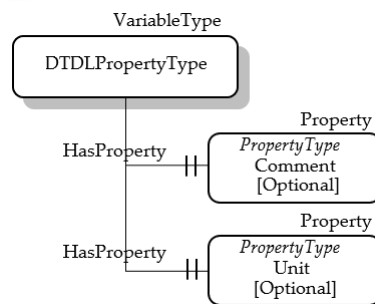 VariableType
DTDLPropertyType
Property
HasProperty
PropertyType
Comment
[Optional]
Property
HasProperty
PropertyType
Unit
[Optional]